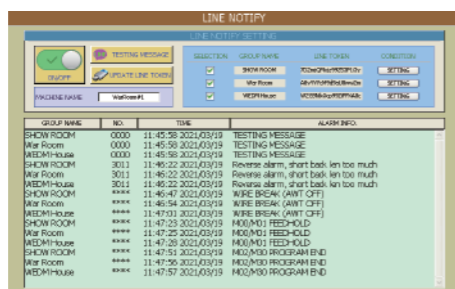 LINE NOTIFY
LINE NOTIFY SETTING
TESTING MESSAGE
UPDATE LINE TOKEN
ON/OFF
MACHINE NAME WarRoom#1
SELECTION GROUP NAME LINE TOKEN CONDITION
SHOW ROOM SETTING
War Room SETTING
WEDM House SETTING
GROUP NAME NO. TIME ALARM INFO.
SHOW ROOM 0000 11:45:58 2021/03/19 TESTING MESSAGE
War Room 0000 11:45:58 2021/03/19 TESTING MESSAGE
WEDM House 0000 11:45:58 2021/03/19 TESTING MESSAGE
SHOW ROOM 3011 11:46:22 2021/03/19 Reverse alarm, short back len too much
War Room 3011 11:46:22 2021/03/19 Reverse alarm, short back len too much
WEDM House 3011 11:46:22 2021/03/19 Reverse alarm, short back len too much
SHOW ROOM **** 11:46:47 2021/03/19 WIRE BREAK (AWT OFF)
War Room **** 11:46:54 2021/03/19 WIRE BREAK (AWT OFF)
WEDM House **** 11:47:01 2021/03/19 WIRE BREAK (AWT OFF)
SHOW ROOM **** 11:47:23 2021/03/19 M00/M01 FEEDHOLD
War Room **** 11:47:25 2021/03/19 M00/M01 FEEDHOLD
WEDM House **** 11:47:28 2021/03/19 M00/M01 FEEDHOLD
SHOW ROOM **** 11:47:51 2021/03/19 M02/M30 PROGRAM END
War Room **** 11:47:56 2021/03/19 M02/M30 PROGRAM END
WEDM House **** 11:47:57 2021/03/19 M02/M30 PROGRAM END